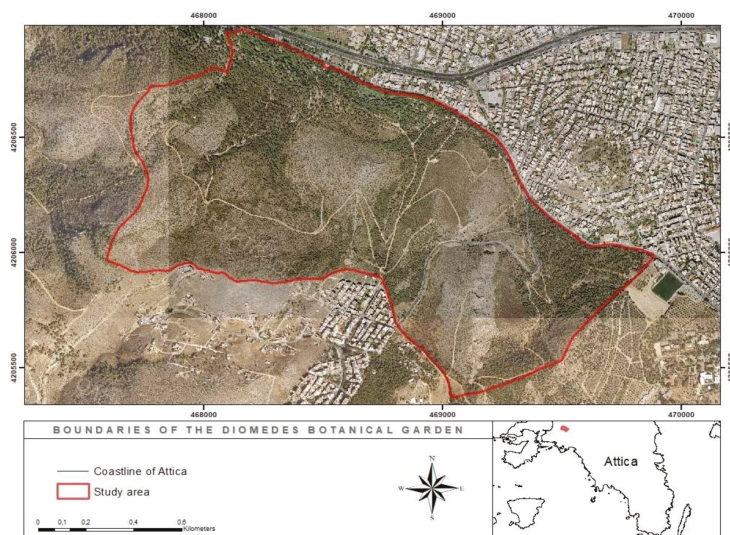 468000 469000 470000
4206500
4206000
4205500
468000 469000 470000
BOUNDARIES OF THE DIOMEDES BOTANICAL GARDEN
Coastline of Attica
Study area
N
W E
S
0 0,1 0,2 0,4 0,6
Kilometers
Attica